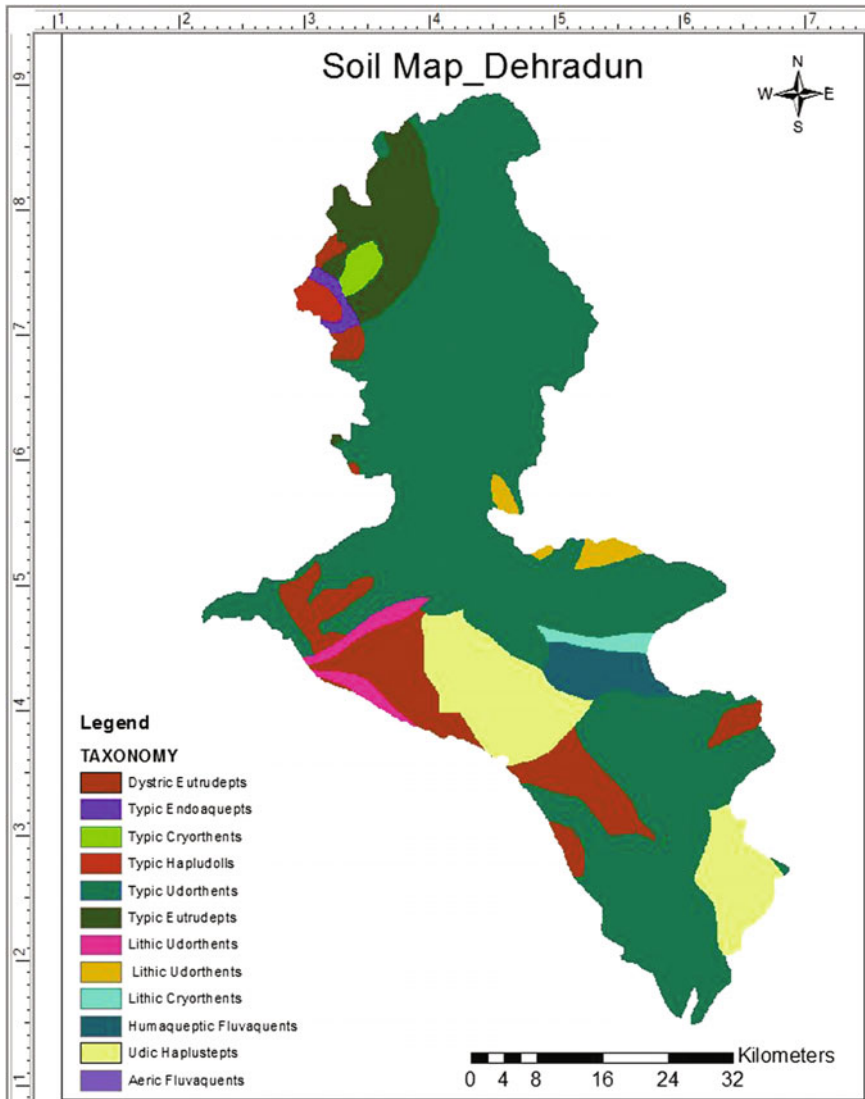 1 2 3 4 5 6 7
Soil Map_Dehradun
N
W E
S
9
8
7
6
5
4
3
2
1
Legend
TAXONOMY
Dystric Eutrudepts
Typic Endoaquepts
Typic Cryorthents
Typic Hapludolls
Typic Udorthents
Typic Eutrudepts
Lithic Udorthents
Lithic Udorthents
Lithic Cryorthents
Humaqueptic Fluvaquents
Udic Haplustepts
Aeric Fluvaquents
Kilometers
0 4 8 16 24 32